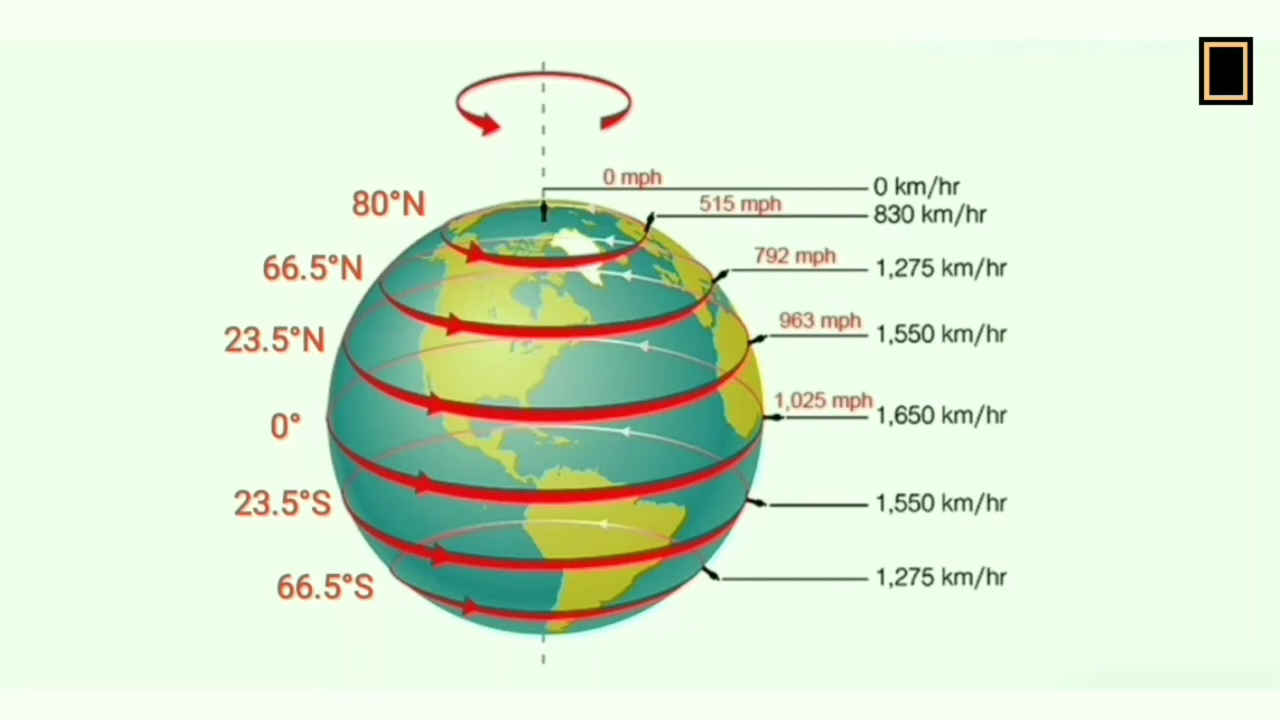 0 mph 0 km/hr
80°N 515 mph 830 km/hr
66.5°N 792 mph 1,275 km/hr
23.5°N 963 mph 1,550 km/hr
0° 1,025 mph 1,650 km/hr
23.5°S 1,550 km/hr
66.5°S 1,275 km/hr